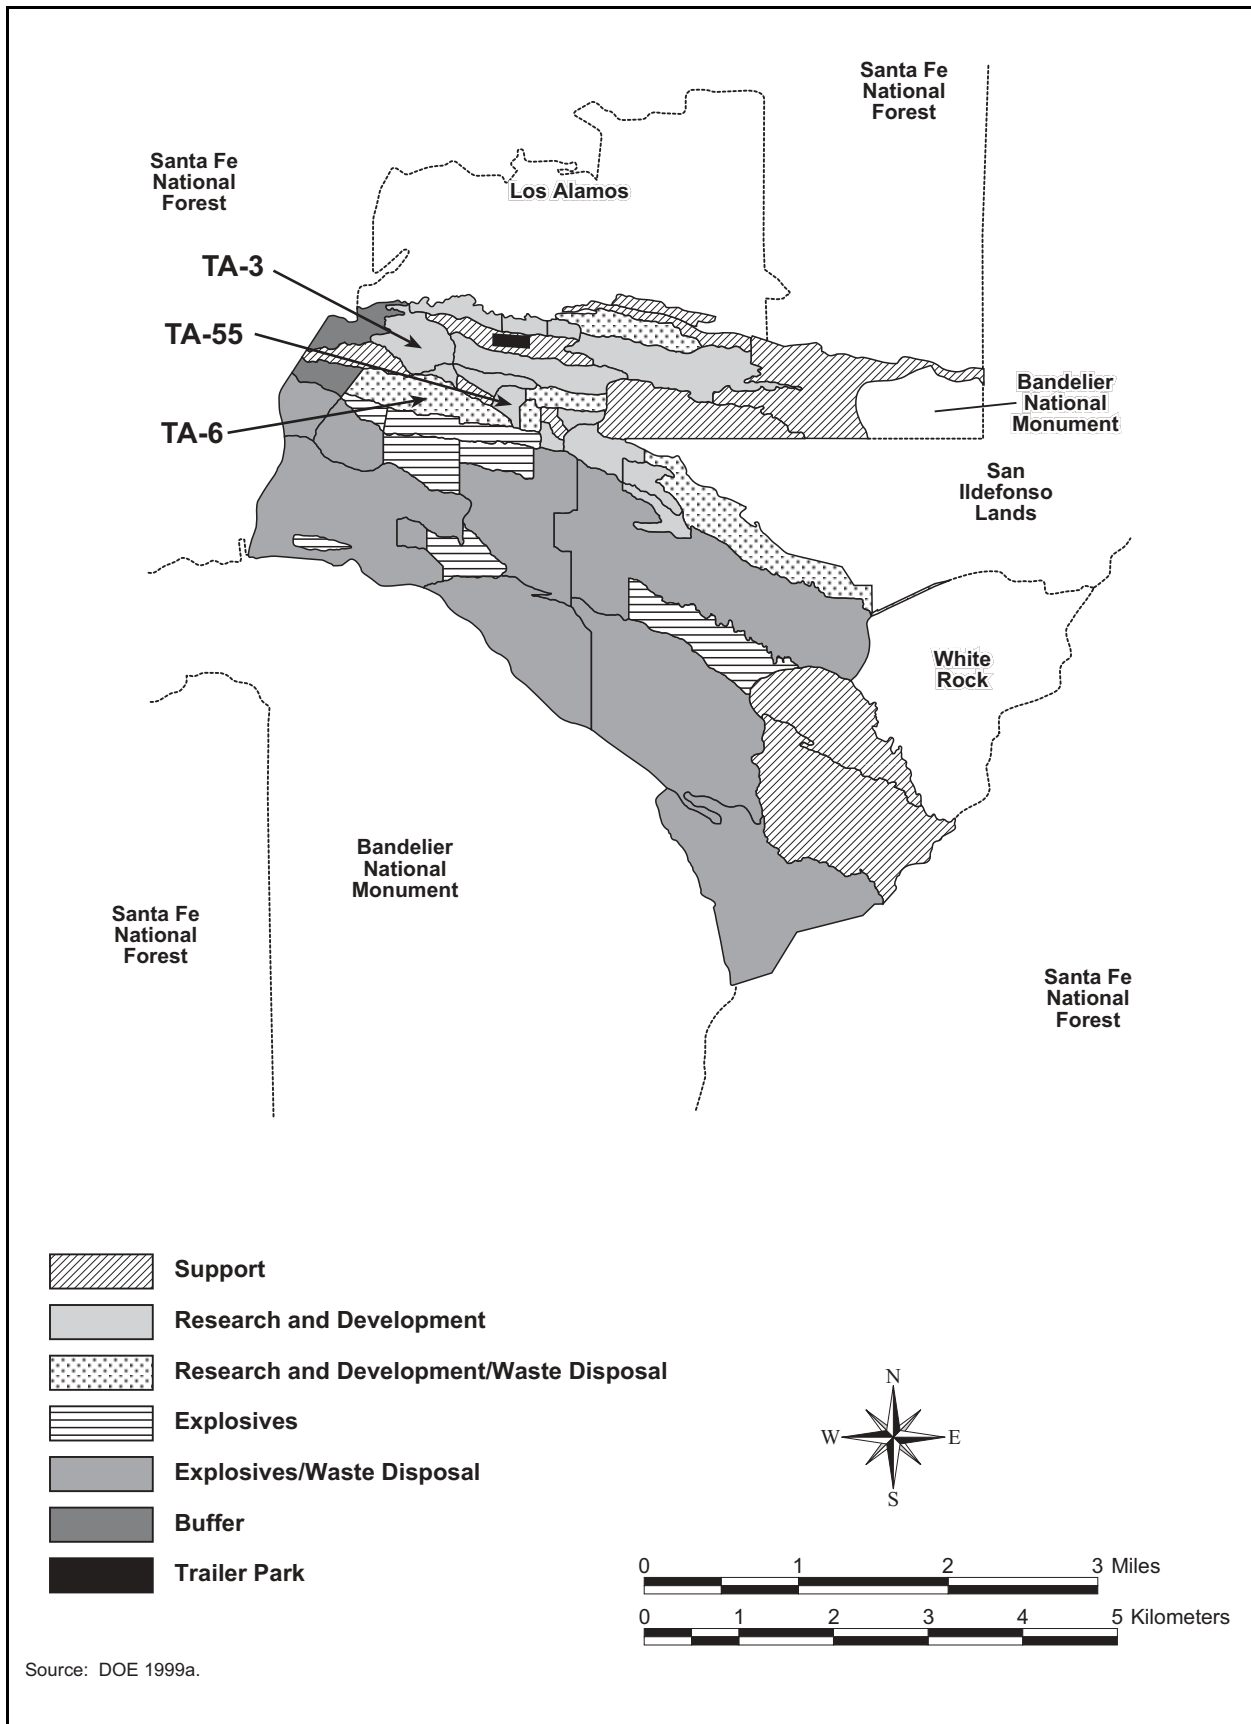 Santa Fe
National
Forest
Santa Fe
National
Forest
Los Alamos
TA-3
TA-55
TA-6
Bandelier
National
Monument
San
Ildefonso
Lands
White
Rock
Bandelier
National
Monument
Santa Fe
National
Forest
Santa Fe
National
Forest
Support
Research and Development
Research and Development/Waste Disposal
Explosives
Explosives/Waste Disposal
Buffer
Trailer Park
N
W E
S
0 1 2 3 Miles
0 1 2 3 4 5 Kilometers
Source: DOE 1999a.